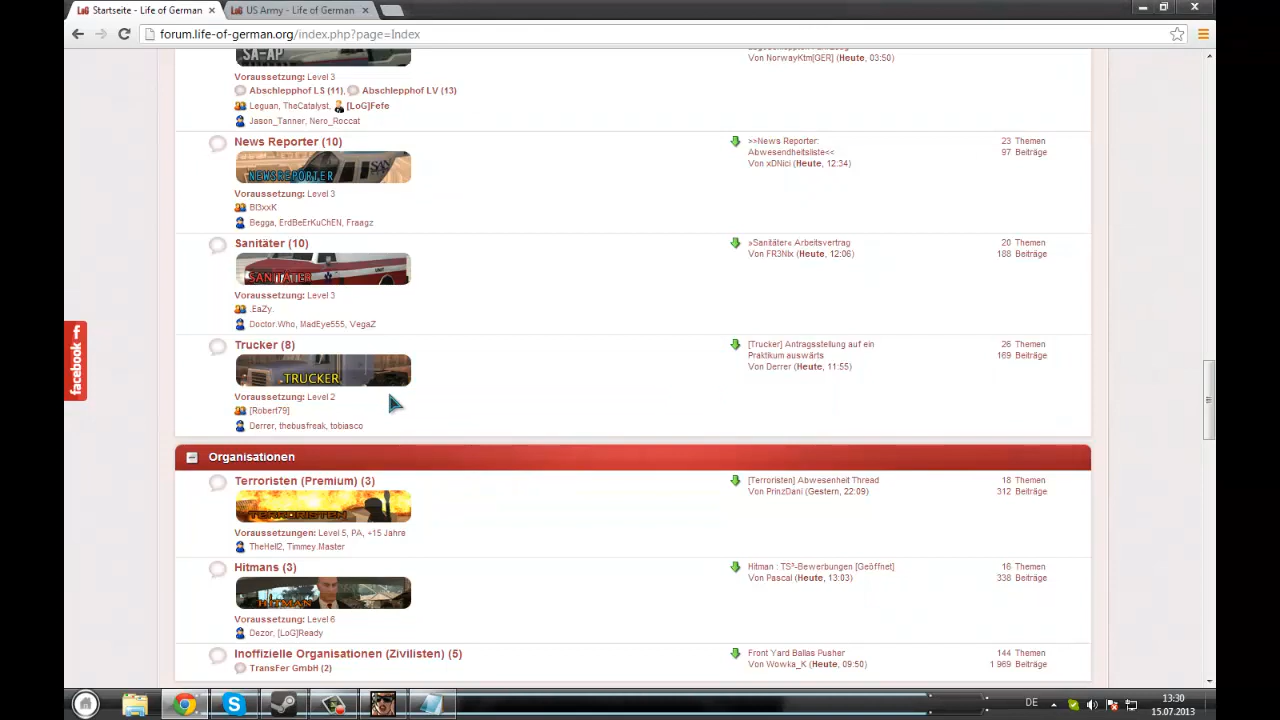 Startseite - Life of German
US Army - Life of German
forum.life-of-german.org/index.php?page=Index
SA-AP
Von NorwayKtm[GER] (Heute, 03:50)
Voraussetzung: Level 3
Abschlepphof LS (11), Abschlepphof LV (13)
Leguan, TheCatalyst, [LoG]Fefe
Jason_Tanner, Nero_Roccat
News Reporter (10)
NEWSREPORTER
Voraussetzung: Level 3
Bl3xxK
Begga, ErdBeErKuChEN, Fraagz
>>News Reporter:
Abwesendheitsliste<<
Von xDNici (Heute, 12:34)
23 Themen
97 Beiträge
Sanitäter (10)
SANITÄTER
Voraussetzung: Level 3
.EaZy.
Doctor.Who, MadEye555, VegaZ
»Sanitäter« Arbeitsvertrag
Von FR3NIx (Heute, 12:06)
20 Themen
188 Beiträge
Trucker (8)
TRUCKER
Voraussetzung: Level 2
[Robert79]
Derrer, thebusfreak, tobiasco
[Trucker] Antragsstellung auf ein
Praktikum auswärts
Von Derrer (Heute, 11:55)
26 Themen
169 Beiträge
Organisationen
Terroristen (Premium) (3)
TERRORISTEN
Voraussetzungen: Level 5, PA, +15 Jahre
TheHell2, Timmey.Master
[Terroristen] Abwesenheit Thread
Von PrinzDani (Gestern, 22:09)
18 Themen
312 Beiträge
Hitmans (3)
HITMAN
Voraussetzung: Level 6
Dezor, [LoG]Ready
Hitman : TS³-Bewerbungen [Geöffnet]
Von Pascal (Heute, 13:03)
16 Themen
338 Beiträge
Inoffizielle Organisationen (Zivilisten) (5)
TransFer GmbH (2)
Front Yard Ballas Pusher
Von Wowka_K (Heute, 09:50)
144 Themen
1 969 Beiträge
facebook
DE
13:30
15.07.2013